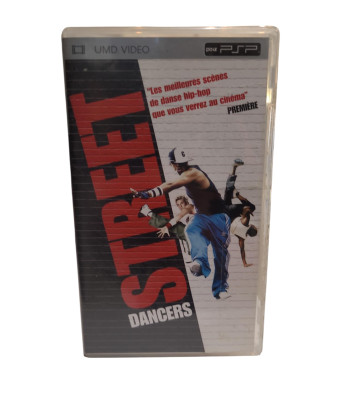 UMD VIDEO
PSP
"Les meilleures scènes
de danse hip-hop
que vous verrez au cinéma"
PREMIÈRE
STREET
DANCERS